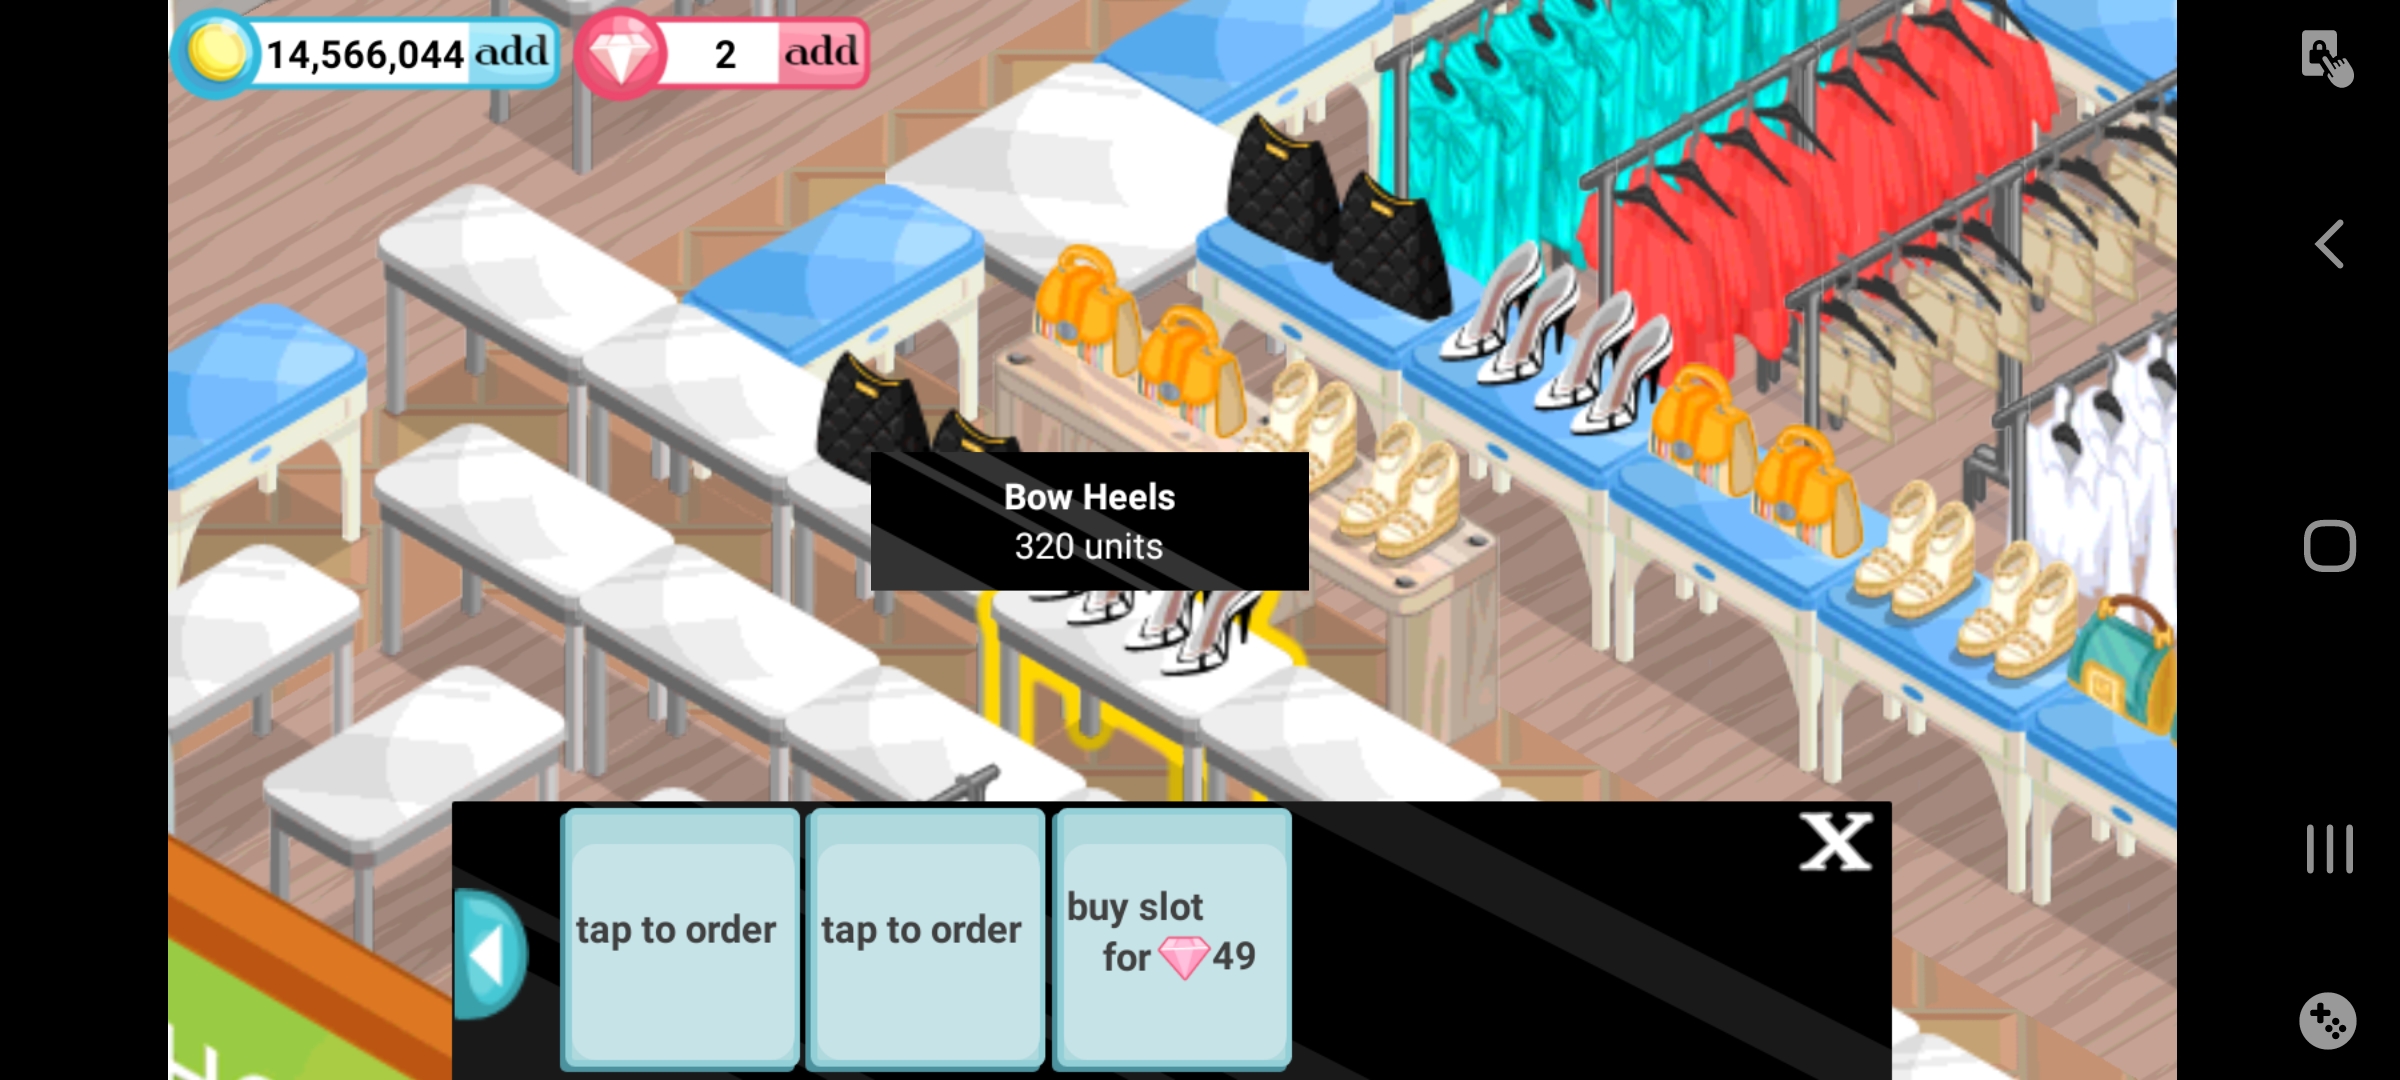 14,566,044 add
2 add
Bow Heels
320 units
X
tap to order
tap to order
buy slot
for 49